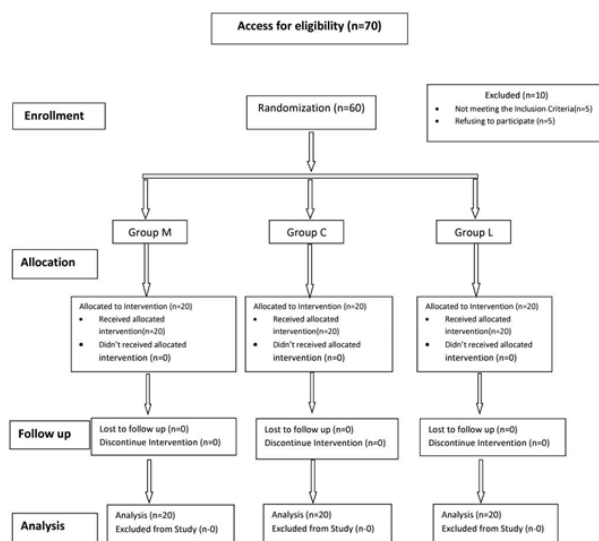 Access for eligibility (n=70)
Enrollment
Randomization (n=60)
Excluded (n=10)
• Not meeting the Inclusion Criteria(n=5)
• Refusing to participate (n=5)
Group M
Group C
Group L
Allocation
Allocated to Intervention (n=20)
• Received allocated
intervention(n=20)
• Didn't received allocated
intervention (n=0)
Allocated to Intervention (n=20)
• Received allocated
intervention(n=20)
• Didn't received allocated
intervention (n=0)
Allocated to Intervention (n=20)
• Received allocated
intervention(n=20)
• Didn't received allocated
intervention (n=0)
Follow up
Lost to follow up (n=0)
Discontinue Intervention (n=0)
Lost to follow up (n=0)
Discontinue Intervention (n=0)
Lost to follow up (n=0)
Discontinue Intervention (n=0)
Analysis
Analysis (n=20)
Excluded from Study (n-0)
Analysis (n=20)
Excluded from Study (n-0)
Analysis (n=20)
Excluded from Study (n-0)